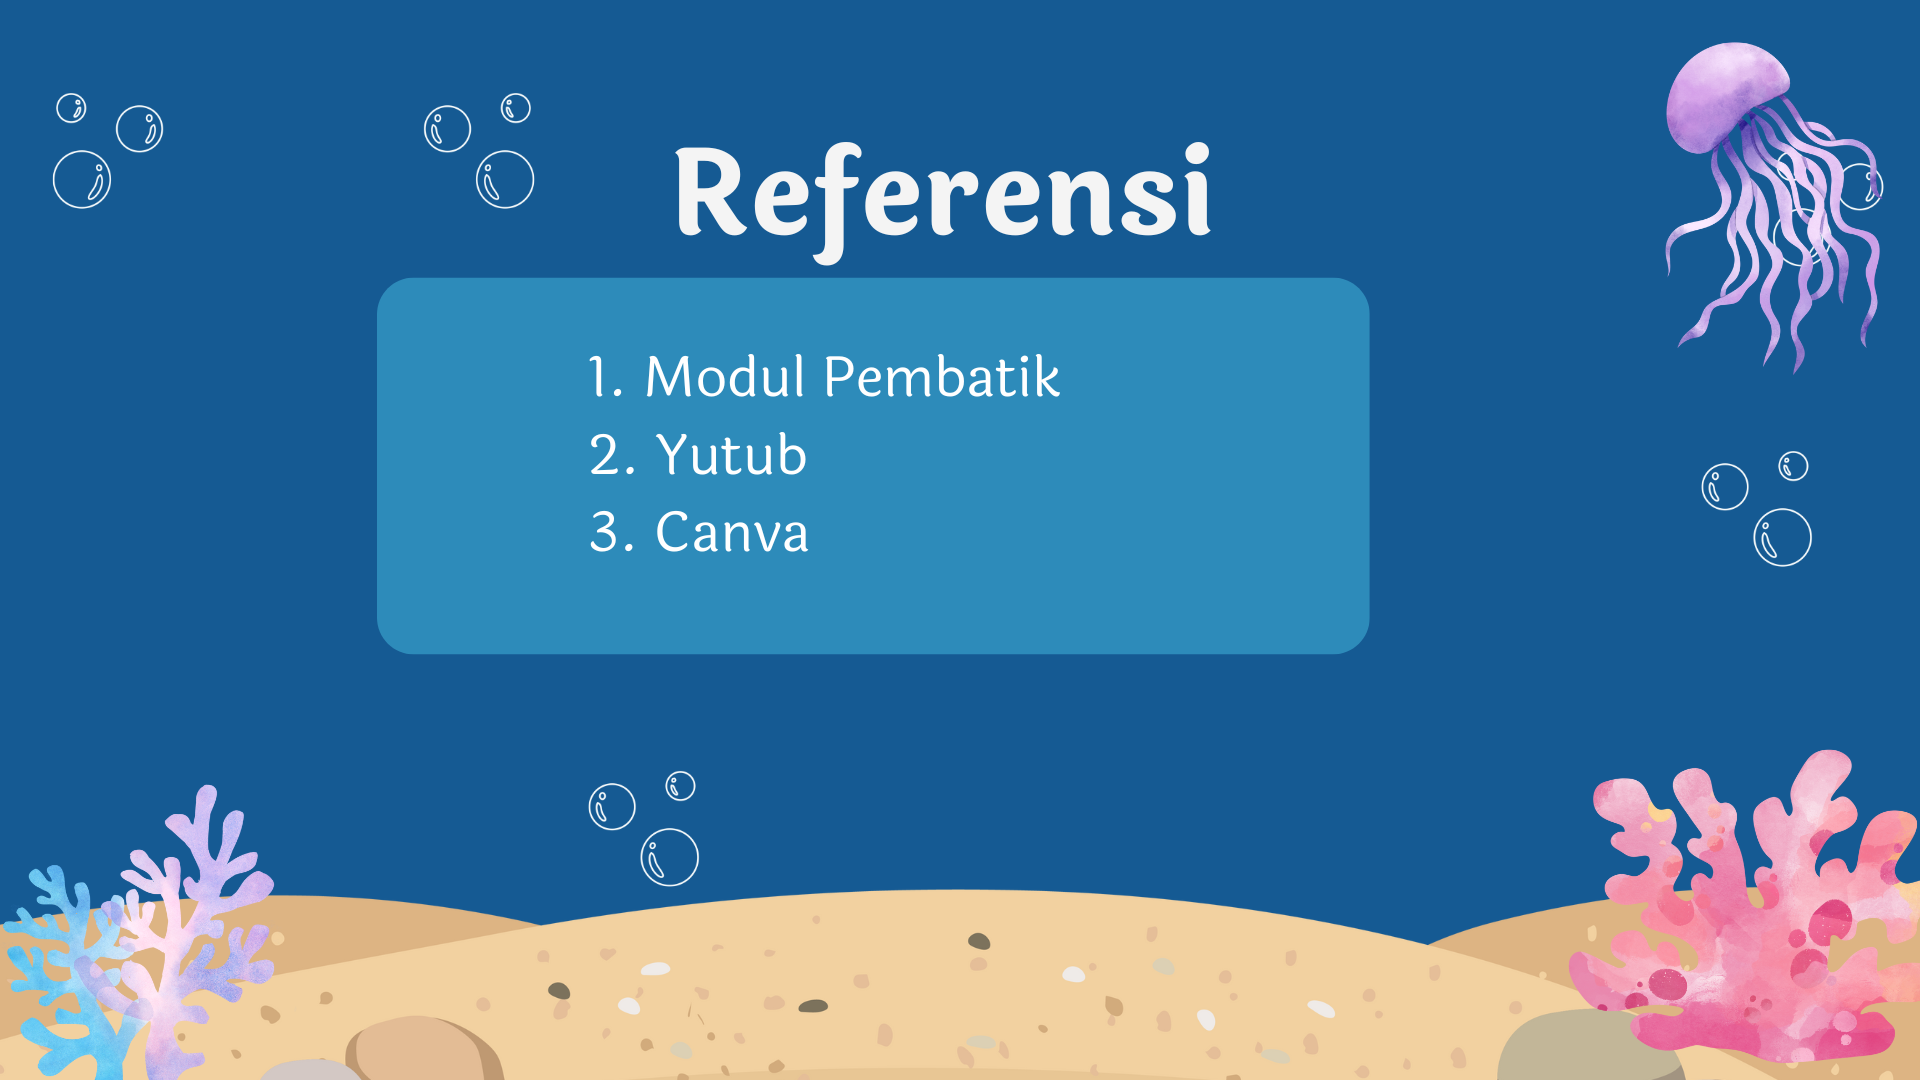 Referensi
1. Modul Pembatik
2. Yutub
3. Canva